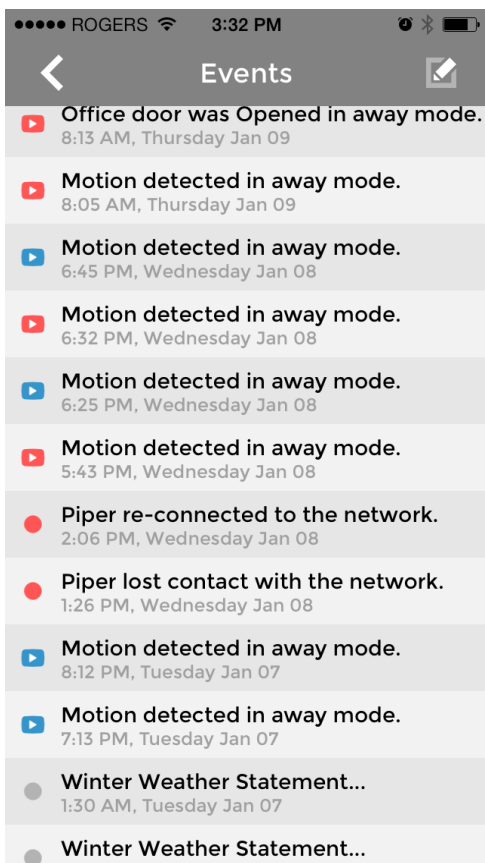 ROGERS 3:32 PM
Events
Office door was Opened in away mode.
8:13 AM, Thursday Jan 09
Motion detected in away mode.
8:05 AM, Thursday Jan 09
Motion detected in away mode.
6:45 PM, Wednesday Jan 08
Motion detected in away mode.
6:32 PM, Wednesday Jan 08
Motion detected in away mode.
6:25 PM, Wednesday Jan 08
Motion detected in away mode.
5:43 PM, Wednesday Jan 08
Piper re-connected to the network.
2:06 PM, Wednesday Jan 08
Piper lost contact with the network.
1:26 PM, Wednesday Jan 08
Motion detected in away mode.
8:12 PM, Tuesday Jan 07
Motion detected in away mode.
7:13 PM, Tuesday Jan 07
Winter Weather Statement...
1:30 AM, Tuesday Jan 07
Winter Weather Statement...